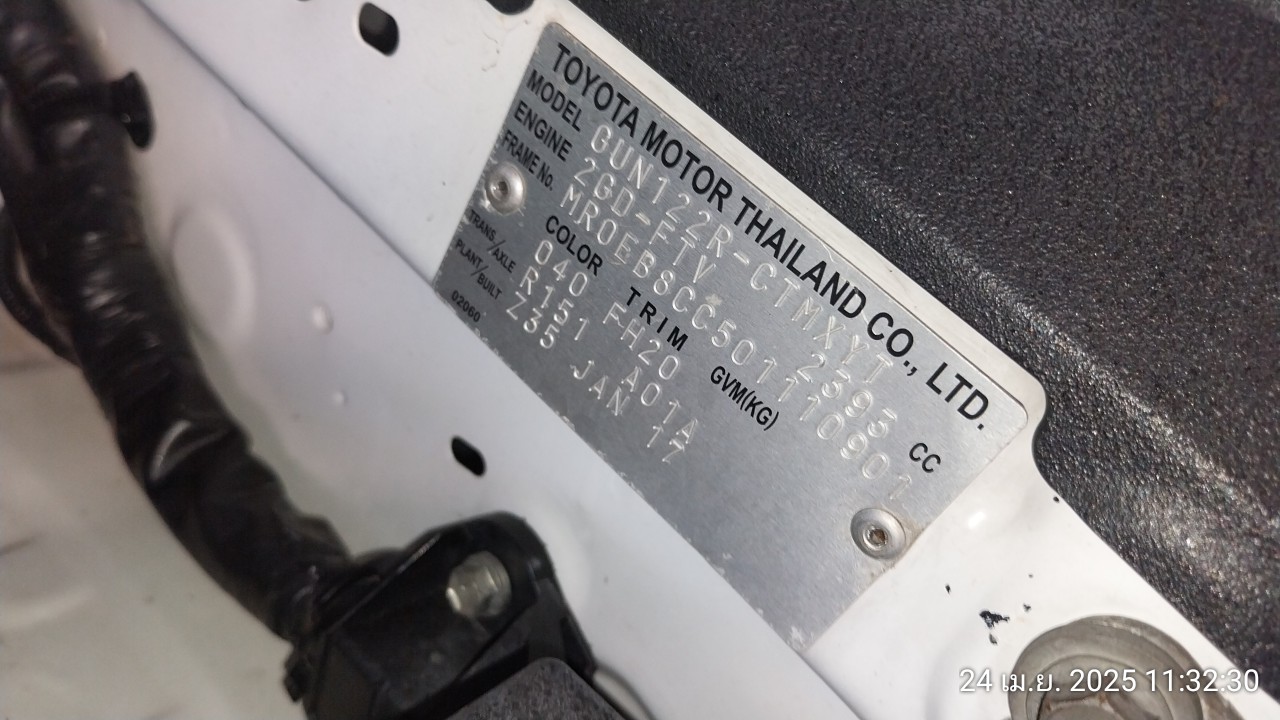 TOYOTA MOTOR THAILAND CO., LTD.
MODEL GUN122R-CTMXYT
ENGINE 2GD-FTV 2393 CC
FRAME No. MR0EB8CC501110901
COLOR TRIM GVM(KG)
040 FH20
TRANS/AXLE R151 A01A
PLANT/BUILT Z35 JAN 17
02060
24 เม.ย. 2025 11:32:30